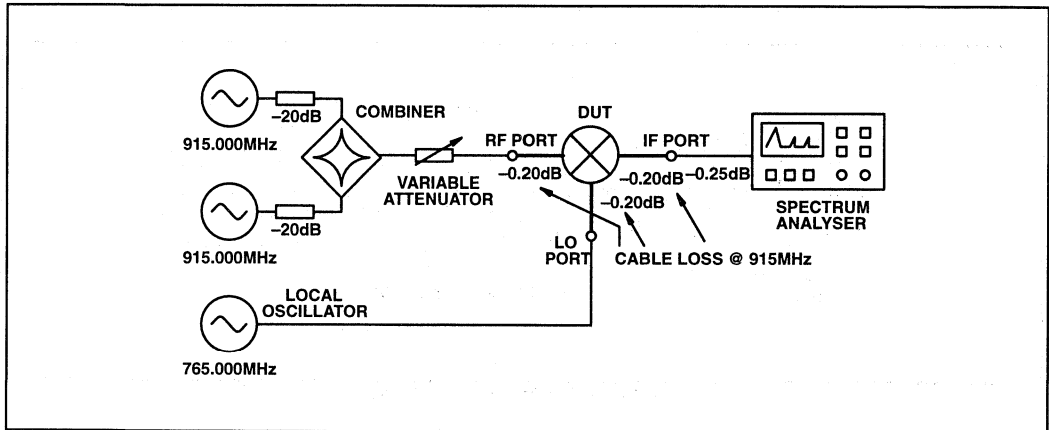 COMBINER
–20dB
915.000MHz
DUT
RF PORT
IF PORT
–0.20dB
–0.20dB
–0.25dB
–0.20dB
VARIABLE
ATTENUATOR
SPECTRUM
ANALYSER
–20dB
915.000MHz
LO
PORT
CABLE LOSS @ 915MHz
LOCAL
OSCILLATOR
765.000MHz